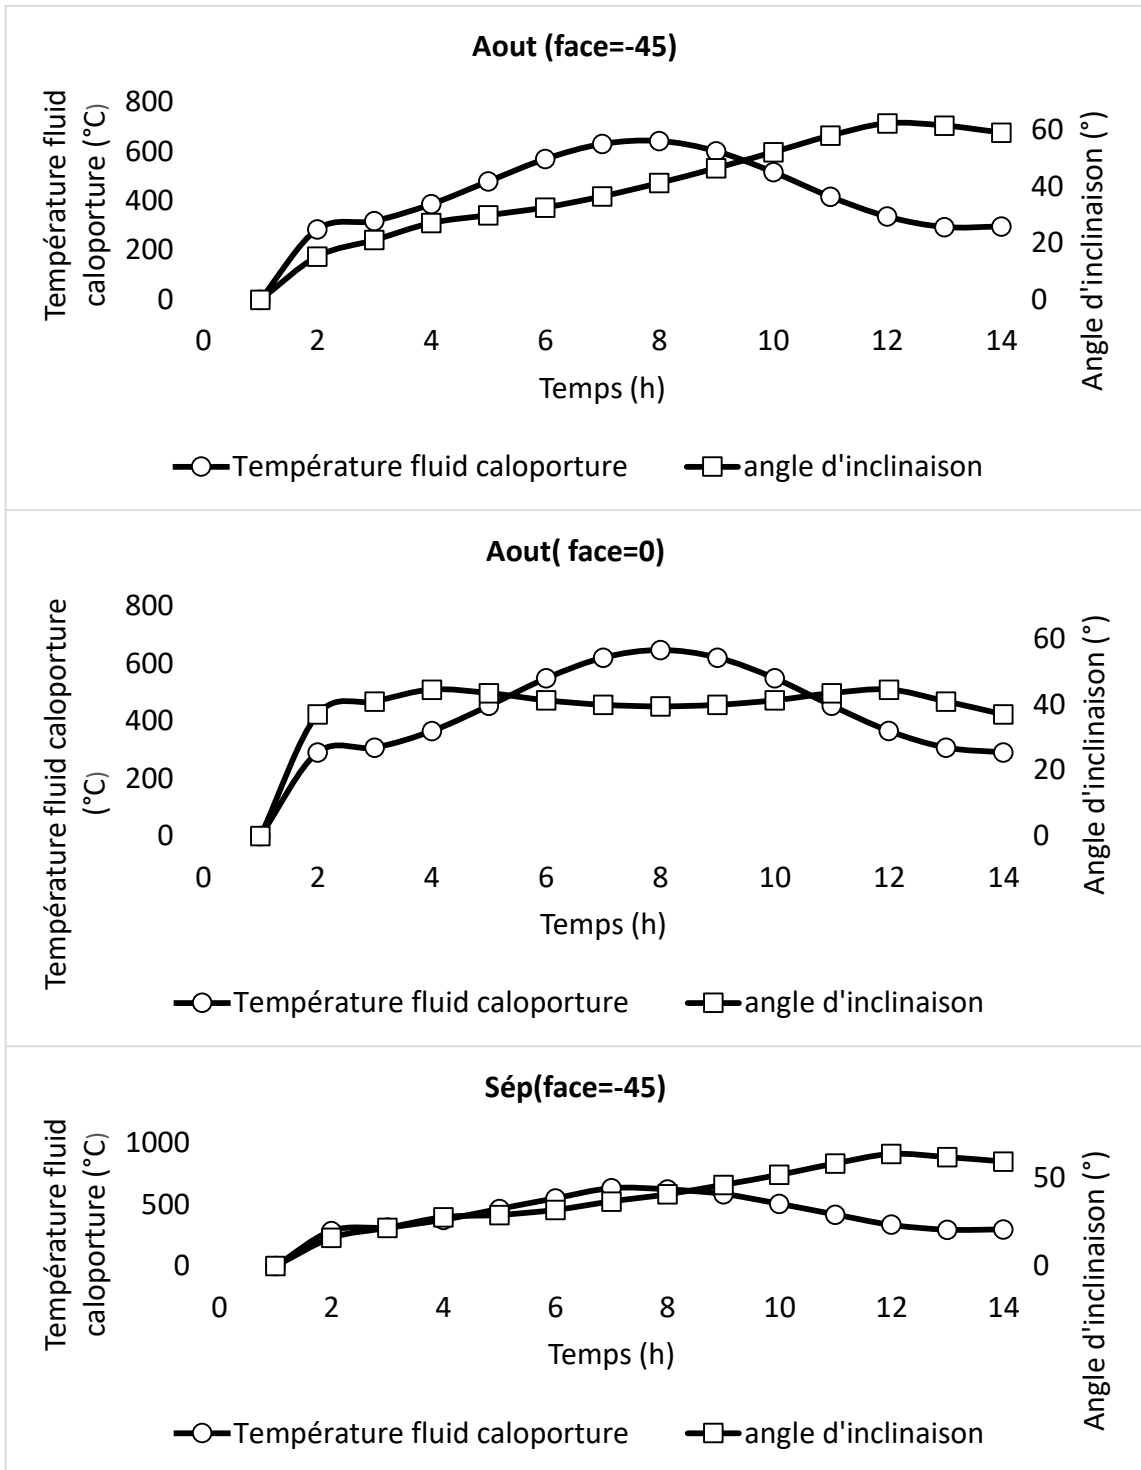 Aout (face=-45)
Température fluid
caloporture (°C)
800
600
400
200
0
60
40
20
0
Angle d'inclinaison (°)
0 2 4 6 8 10 12 14
Temps (h)
Température fluid caloporture angle d'inclinaison
Aout( face=0)
Température fluid caloporture
(°C)
800
600
400
200
0
60
40
20
0
Angle d'inclinaison (°)
0 2 4 6 8 10 12 14
Temps (h)
Température fluid caloporture angle d'inclinaison
Sép(face=-45)
Température fluid
caloporture (°C)
1000
500
0
50
0
Angle d'inclinaison (°)
0 2 4 6 8 10 12 14
Temps (h)
Température fluid caloporture angle d'inclinaison